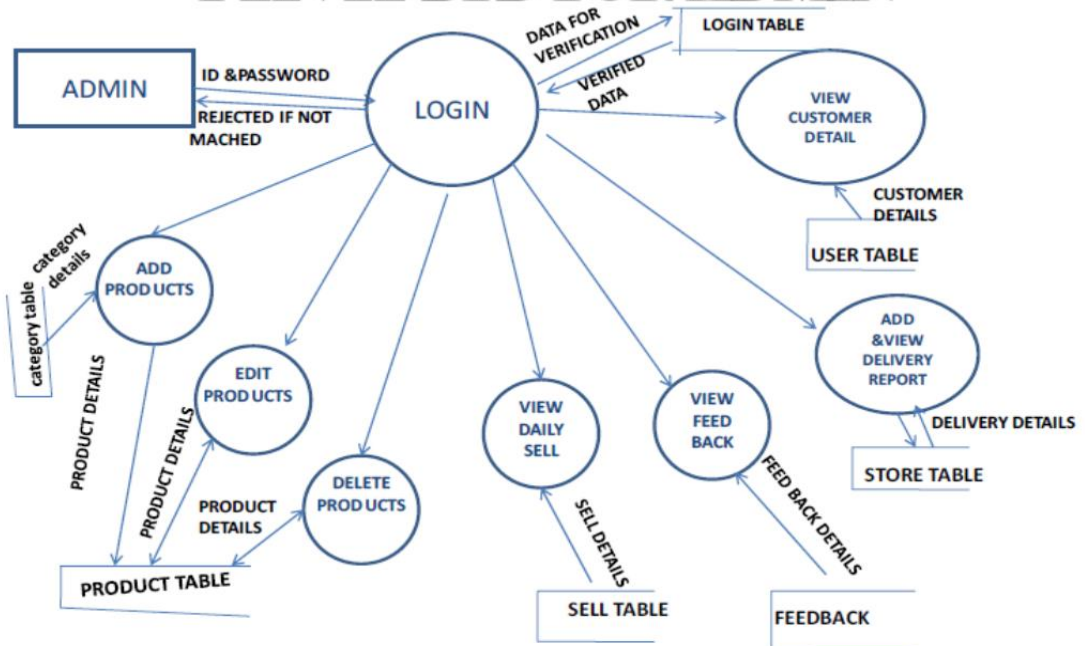 DATA FOR
VERIFICATION
LOGIN TABLE
ADMIN
ID &PASSWORD
LOGIN
VERIFIED
DATA
REJECTED IF NOT
MACHED
VIEW
CUSTOMER
DETAIL
CUSTOMER
DETAILS
USER TABLE
category
details
category table
ADD
PRODUCTS
PRODUCT DETAILS
EDIT
PRODUCTS
PRODUCT DETAILS
DELETE
PRODUCTS
PRODUCT
DETAILS
PRODUCT TABLE
VIEW
DAILY
SELL
SELL DETAILS
SELL TABLE
VIEW
FEED
BACK
FEED BACK DETAILS
FEEDBACK
ADD
&VIEW
DELIVERY
REPORT
DELIVERY DETAILS
STORE TABLE